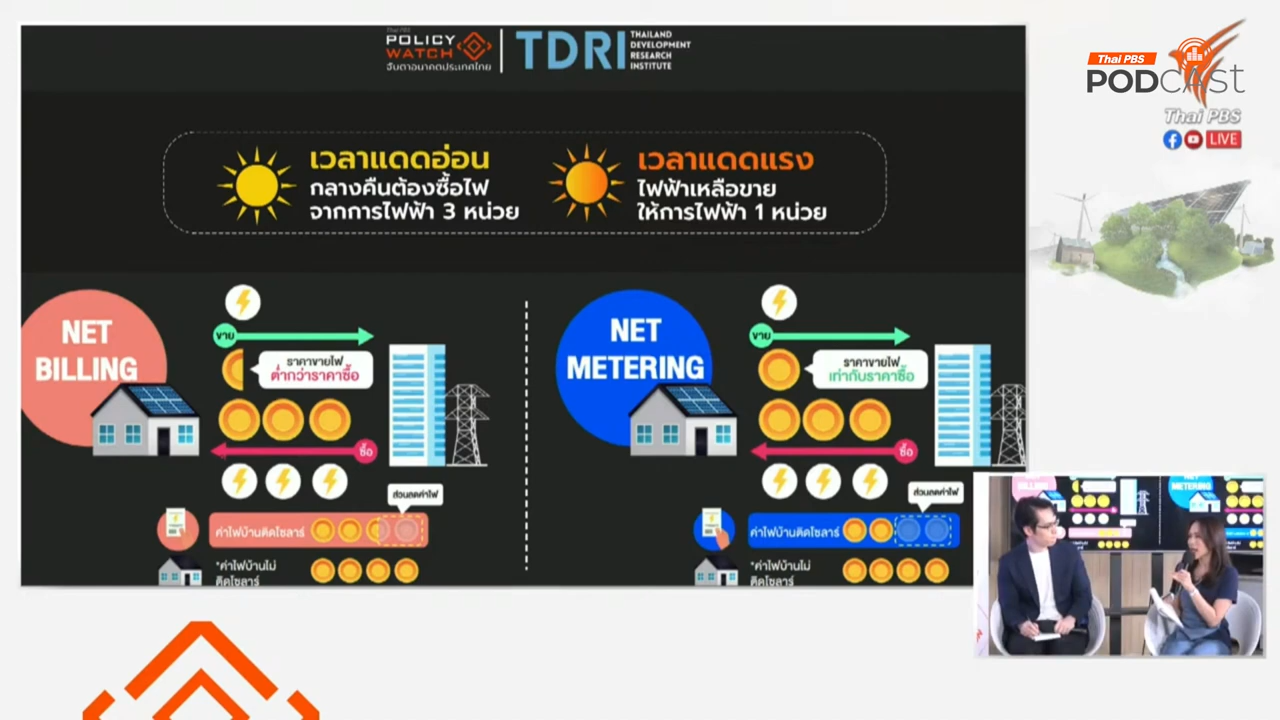 Thai PBS
POLICY
WATCH
จับตาอนาคตประเทศไทย
TDRI
THAILAND
DEVELOPMENT
RESEARCH
INSTITUTE
Thai PBS
PODCAST
Thai PBS
LIVE
เวลาแดดอ่อน
กลางคืนต้องซื้อไฟ
จากการไฟฟ้า 3 หน่วย
เวลาแดดแรง
ไฟฟ้าเหลือขาย
ให้การไฟฟ้า 1 หน่วย
NET
BILLING
ขาย
ราคาขายไฟ
ต่ำกว่าราคาซื้อ
ซื้อ
ส่วนลดค่าไฟ
ค่าไฟบ้านติดโซลาร์
*ค่าไฟบ้านไม่
ติดโซลาร์
NET
METERING
ขาย
ราคาขายไฟ
เท่ากับราคาซื้อ
ซื้อ
ส่วนลดค่าไฟ
ค่าไฟบ้านติดโซลาร์
*ค่าไฟบ้านไม่
ติดโซลาร์
NET
METERING